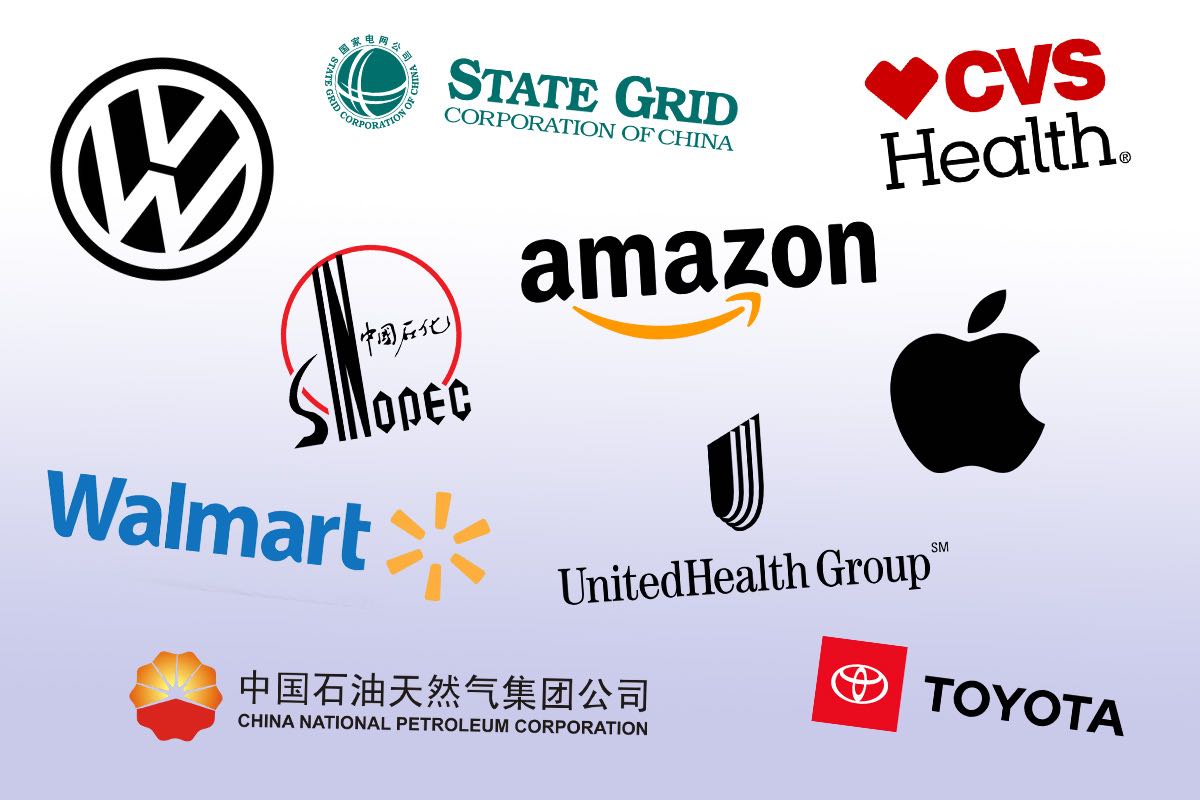 国家电网公司
STATE GRID CORPORATION OF CHINA
STATE GRID
CORPORATION OF CHINA
CVS
Health®
VW
amazon
中国石化
SINOPEC
Walmart
UnitedHealth Group℠
中国石油天然气集团公司
CHINA NATIONAL PETROLEUM CORPORATION
TOYOTA